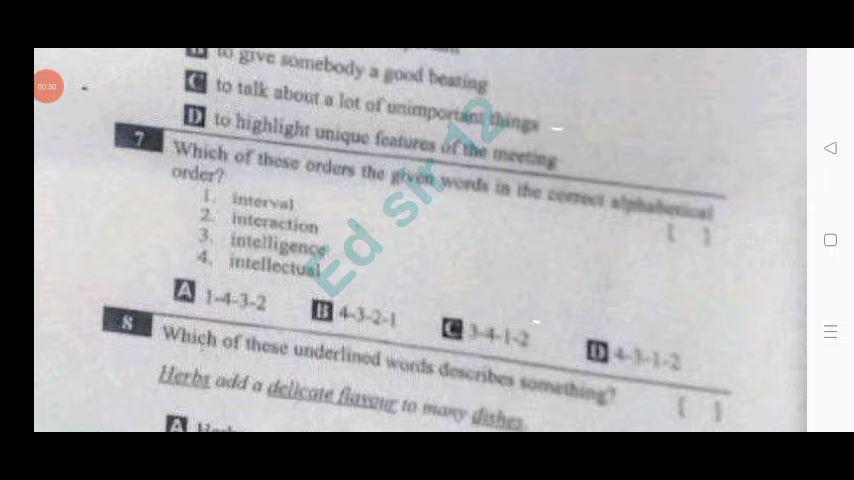 00:50
B to give somebody a good beating
C to talk about a lot of unimportant things
D to highlight unique features of the meeting
7 Which of these orders the given words in the correct alphabetical
order? [ ]
1. interval
2. interaction
3. intelligence
4. intellectual
A 1-4-3-2 B 4-3-2-1 C 3-4-1-2 D 4-3-1-2
8 Which of these underlined words describes something? [ ]
Herbs add a delicate flavour to many dishes.
A
Ed sir 12